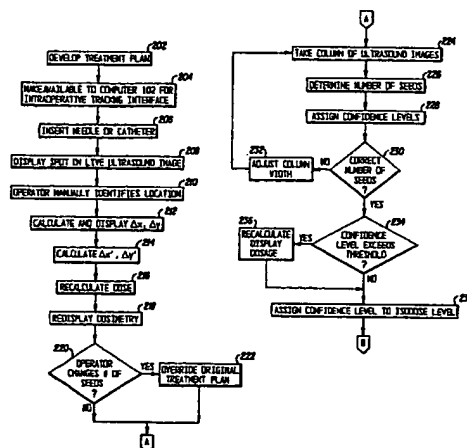 202
DEVELOP TREATMENT PLAN
204
MAKE AVAILABLE TO COMPUTER 102 FOR
INTRAOPERATIVE TRACKING INTERFACE
206
INSERT NEEDLE OR CATHETER
208
DISPLAY SPOT ON LIVE ULTRASOUND IMAGE
210
OPERATOR MANUALLY IDENTIFIES LOCATION
212
CALCULATE AND DISPLAY Δx, Δy
214
CALCULATE Δx', Δy'
216
RECALCULATE DOSE
218
REDISPLAY DOSIMETRY
220
OPERATOR
CHANGES # OF
SEEDS
?
YES
222
OVERRIDE ORIGINAL
TREATMENT PLAN
NO
A
A
224
TAKE COLUMN OF ULTRASOUND IMAGES
226
DETERMINE NUMBER OF SEEDS
228
ASSIGN CONFIDENCE LEVELS
230
CORRECT
NUMBER OF
SEEDS
?
NO
232
ADJUST COLUMN
WIDTH
YES
234
CONFIDENCE
LEVEL EXCEEDS
THRESHOLD
?
YES
236
RECALCULATE
DISPLAY
DOSAGE
NO
ASSIGN CONFIDENCE LEVEL TO ISODOSE LEVEL
B